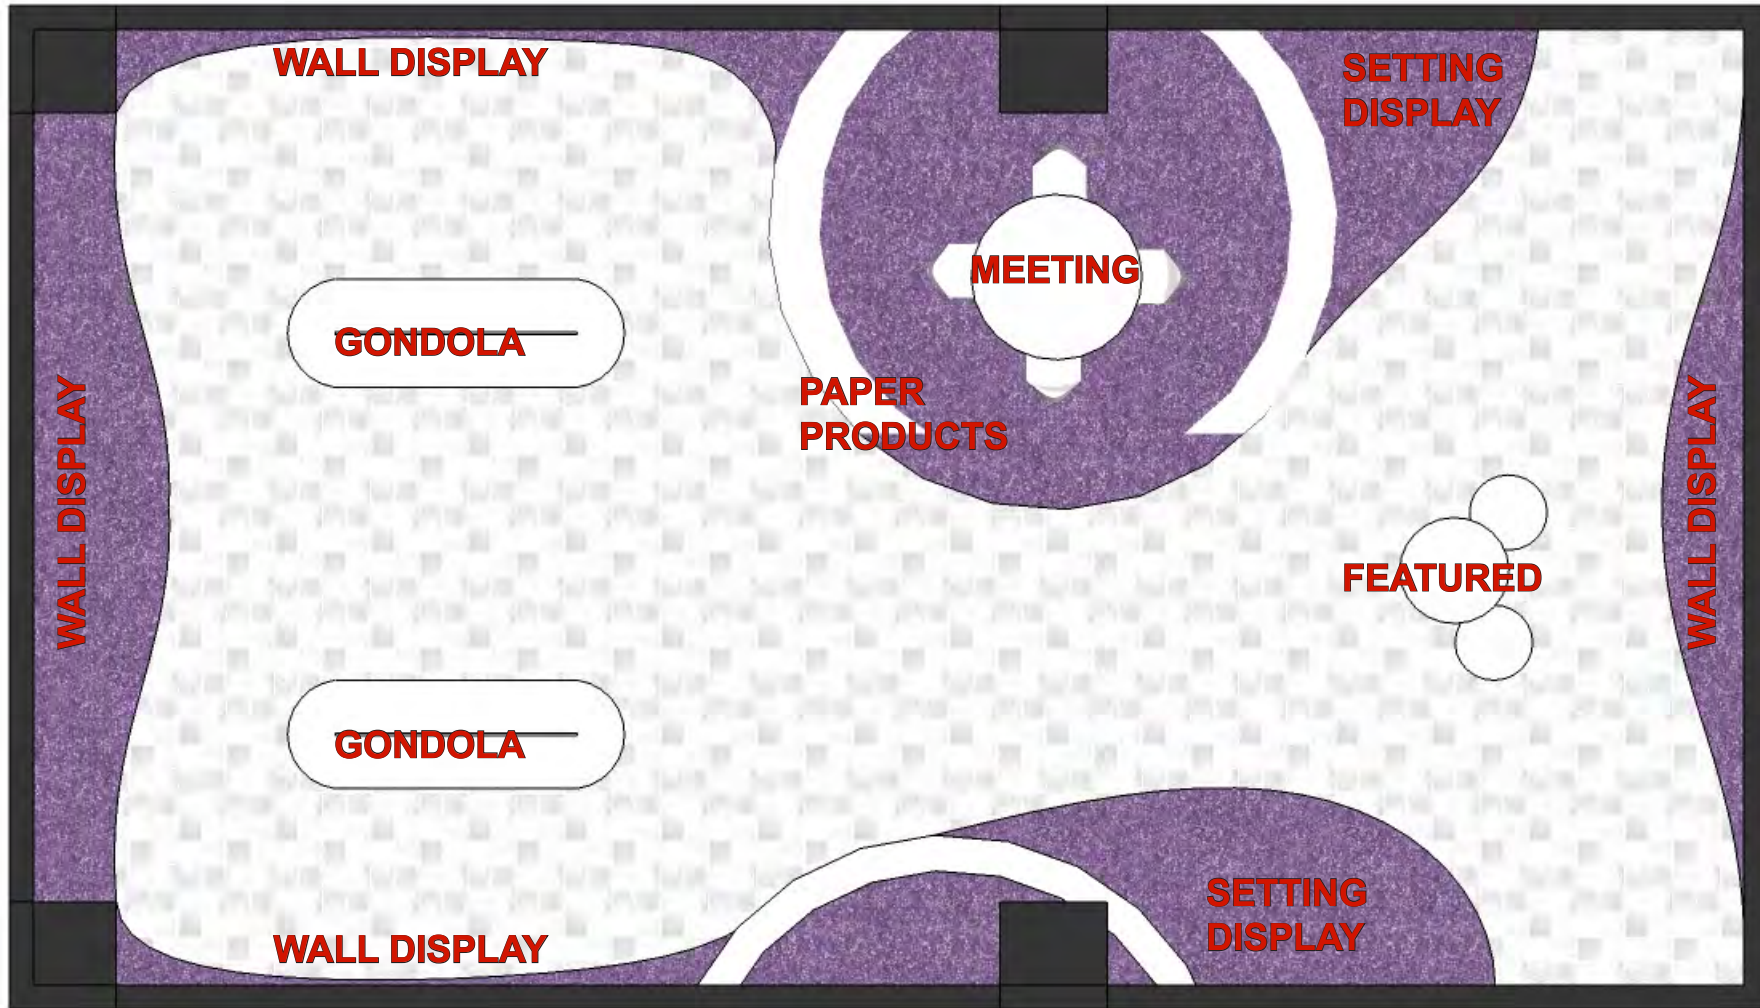 WALL DISPLAY
SETTING
DISPLAY
MEETING
GONDOLA
PAPER
PRODUCTS
WALL DISPLAY
WALL DISPLAY
FEATURED
GONDOLA
SETTING
DISPLAY
WALL DISPLAY